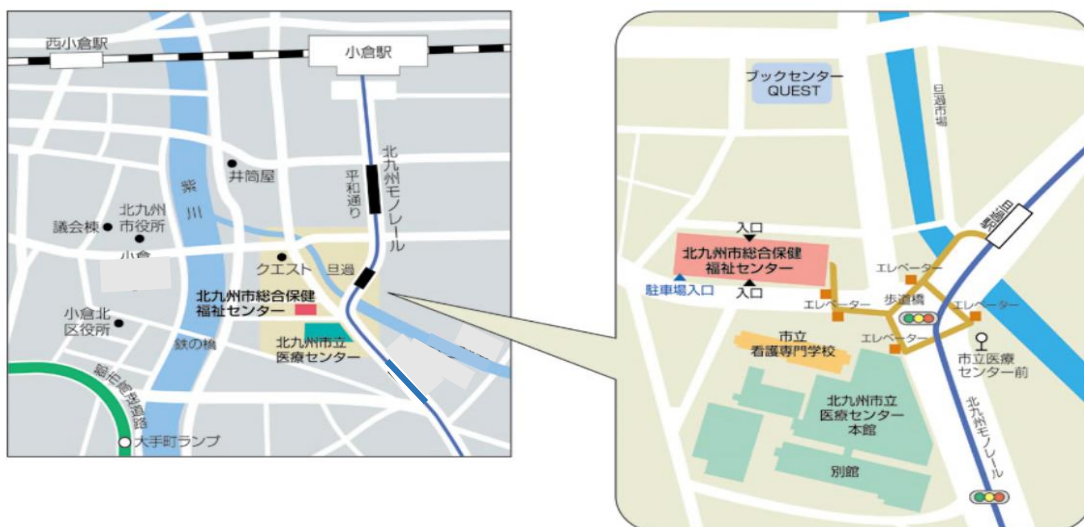 西小倉駅
小倉駅
紫川
井筒屋
北九州モノレール
平和通り
議会棟
北九州
市役所
小倉
クエスト
旦過
北九州市総合保健
福祉センター
小倉北
区役所
鉄の橋
北九州市立
医療センター
大手町ランプ
ブックセンター
QUEST
旦過市場
旦過駅
入口
北九州市総合保健
福祉センター
駐車場入口
入口
エレベーター
エレベーター
歩道橋
エレベーター
エレベーター
市立
看護専門学校
市立医療
センター前
北九州市立
医療センター
本館
別館
北九州モノレール